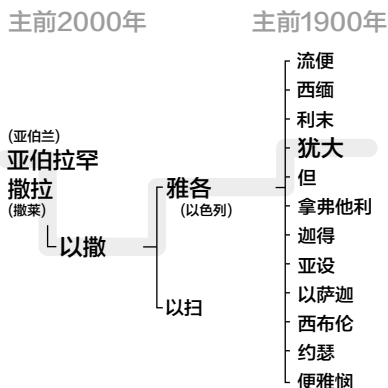 主前2000年
主前1900年
(亚伯兰)
亚伯拉罕
撒拉
(撒莱)
以撒
雅各
(以色列)
以扫
流便
西缅
利末
犹大
但
拿弗他利
迦得
亚设
以萨迦
西布伦
约瑟
便雅悯